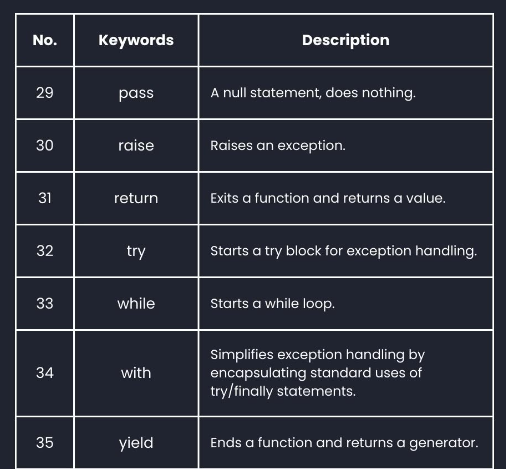 No. Keywords Description
29 pass A null statement, does nothing.
30 raise Raises an exception.
31 return Exits a function and returns a value.
32 try Starts a try block for exception handling.
33 while Starts a while loop.
34 with Simplifies exception handling by
encapsulating standard uses of
try/finally statements.
35 yield Ends a function and returns a generator.